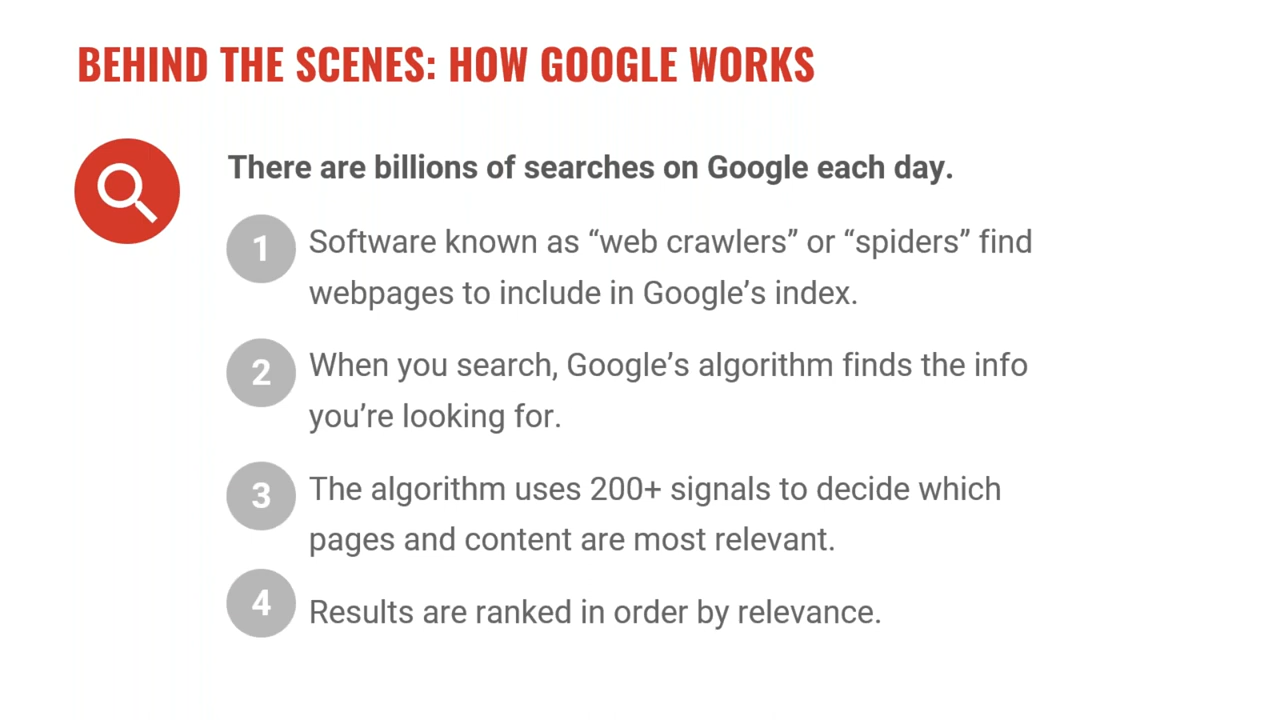 BEHIND THE SCENES: HOW GOOGLE WORKS
There are billions of searches on Google each day.
1 Software known as “web crawlers” or “spiders” find
webpages to include in Google’s index.
2 When you search, Google’s algorithm finds the info
you’re looking for.
3 The algorithm uses 200+ signals to decide which
pages and content are most relevant.
4 Results are ranked in order by relevance.